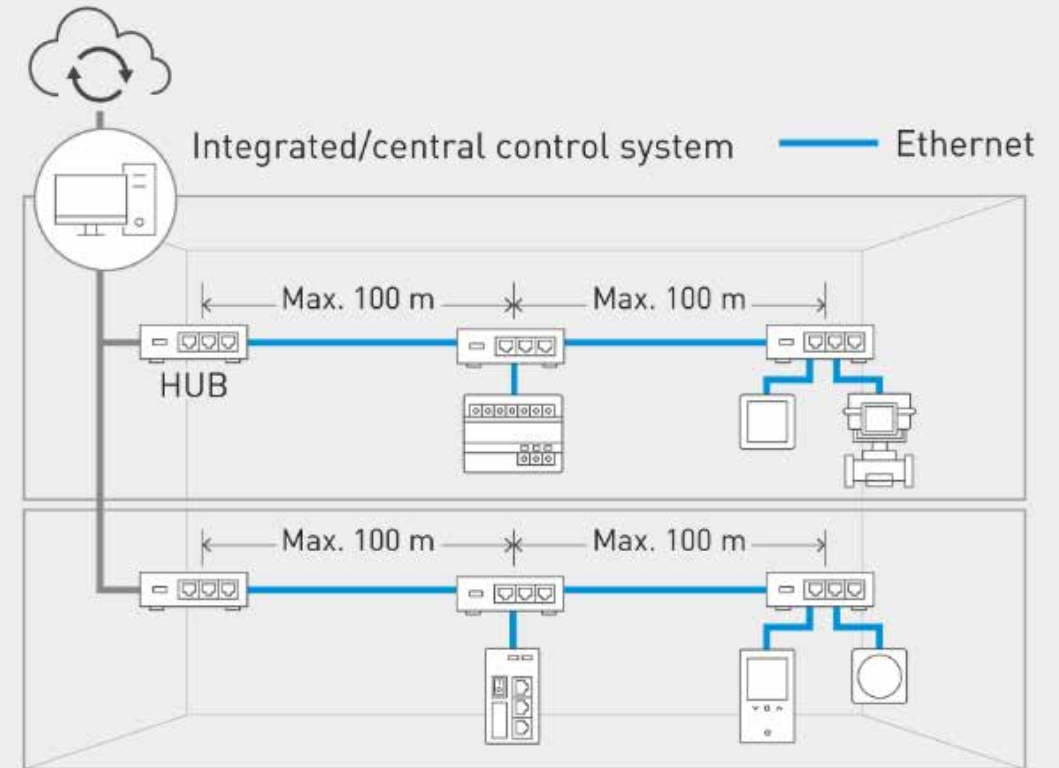 Integrated/central control system
Ethernet
Max. 100 m
Max. 100 m
HUB
Max. 100 m
Max. 100 m